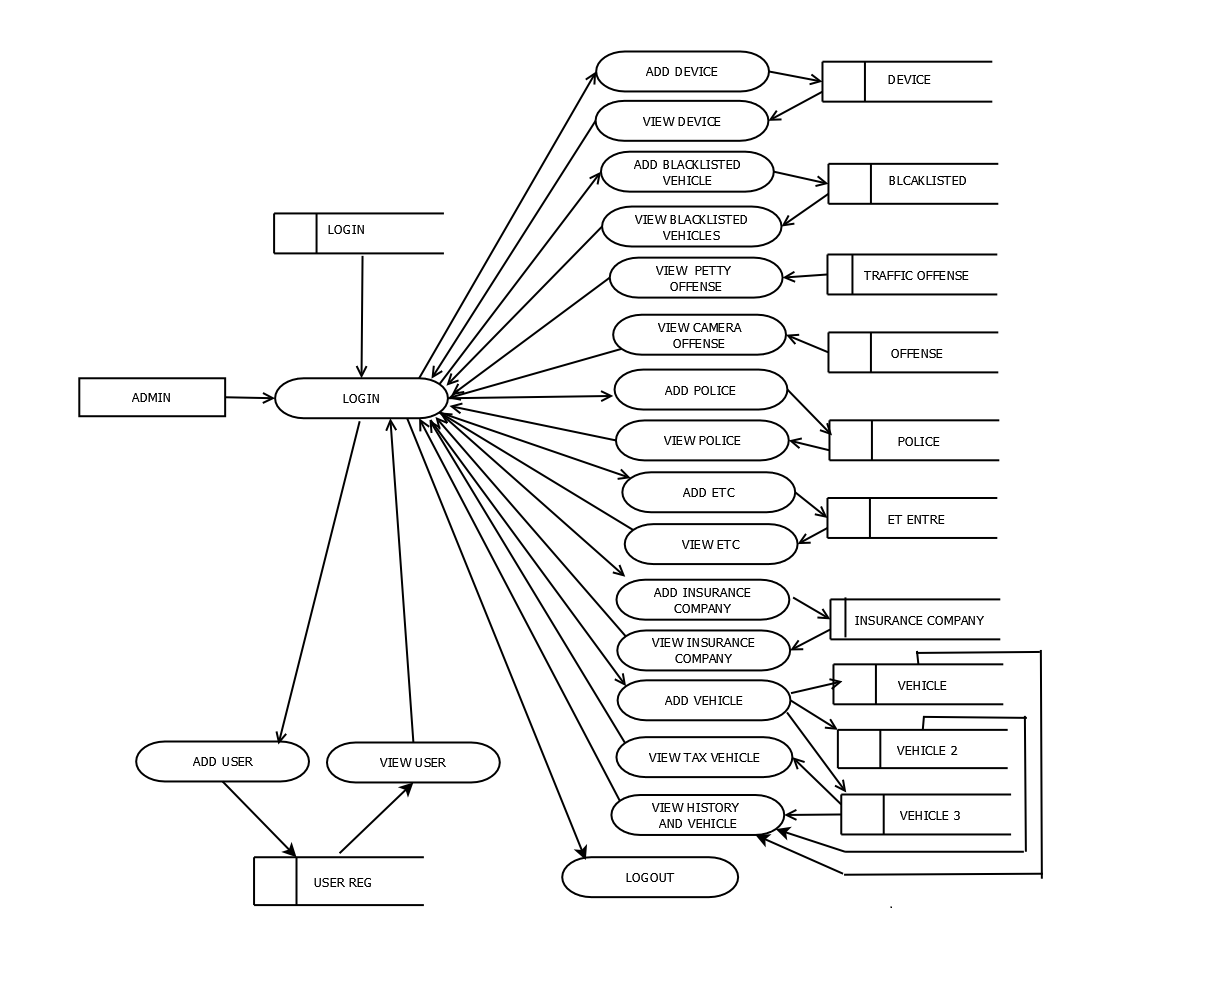 ADD DEVICE
DEVICE
VIEW DEVICE
ADD BLACKLISTED
VEHICLE
BLCAKLISTED
VIEW BLACKLISTED
VEHICLES
LOGIN
VIEW PETTY
OFFENSE
TRAFFIC OFFENSE
VIEW CAMERA
OFFENSE
OFFENSE
ADMIN
LOGIN
ADD POLICE
VIEW POLICE
POLICE
ADD ETC
ET ENTRE
VIEW ETC
ADD INSURANCE
COMPANY
INSURANCE COMPANY
VIEW INSURANCE
COMPANY
VEHICLE
ADD VEHICLE
VEHICLE 2
VIEW TAX VEHICLE
ADD USER
VIEW USER
VIEW HISTORY
AND VEHICLE
VEHICLE 3
USER REG
LOGOUT
.